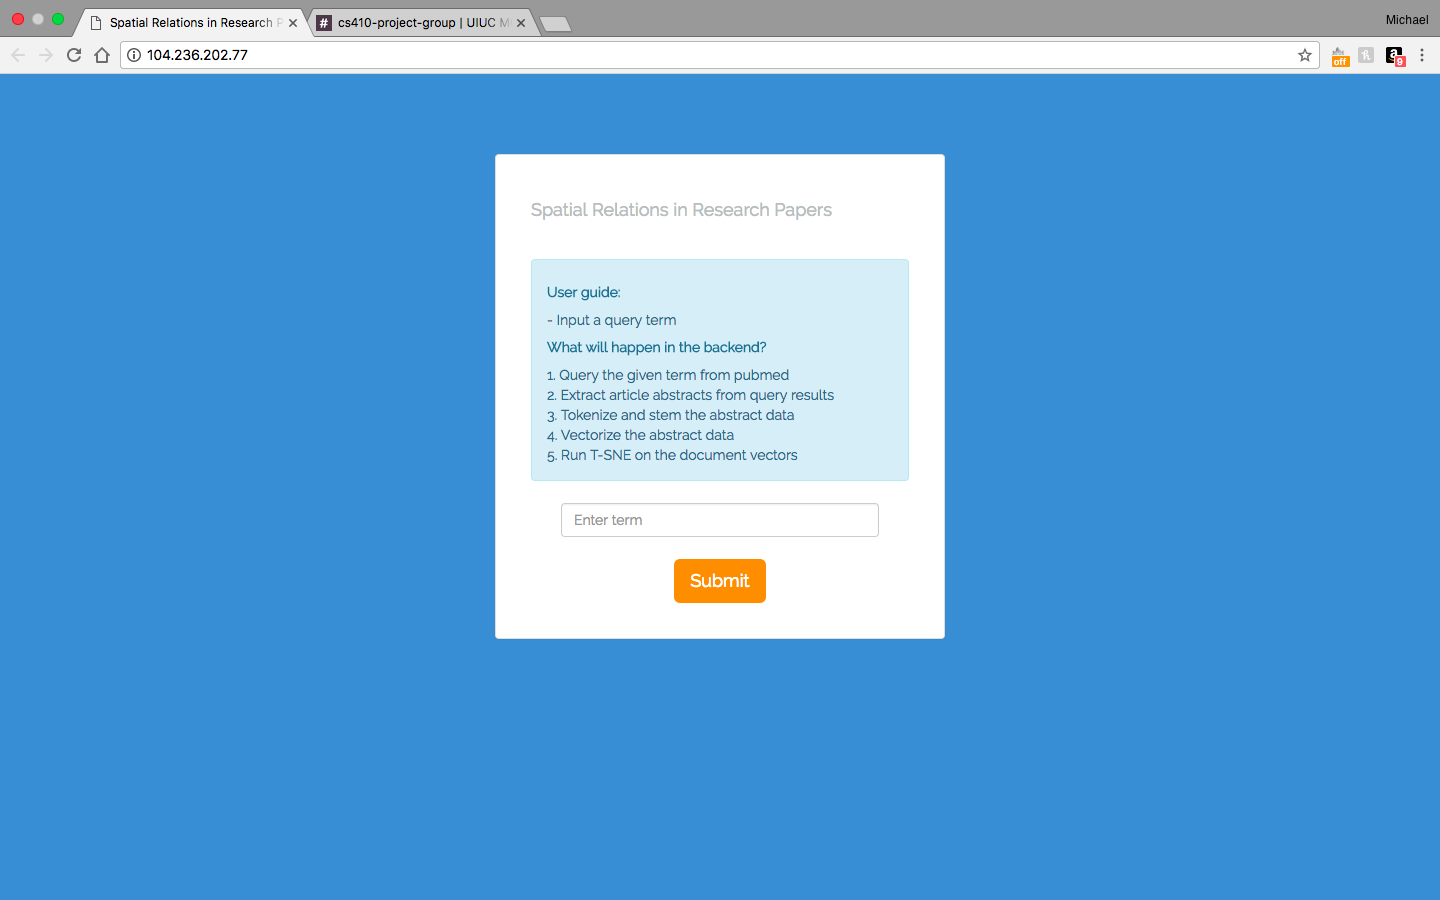 Spatial Relations in Research P
# cs410-project-group | UIUC M
Michael
104.236.202.77
off
a
9
Spatial Relations in Research Papers
User guide:
- Input a query term
What will happen in the backend?
1. Query the given term from pubmed
2. Extract article abstracts from query results
3. Tokenize and stem the abstract data
4. Vectorize the abstract data
5. Run T-SNE on the document vectors
Enter term
Submit